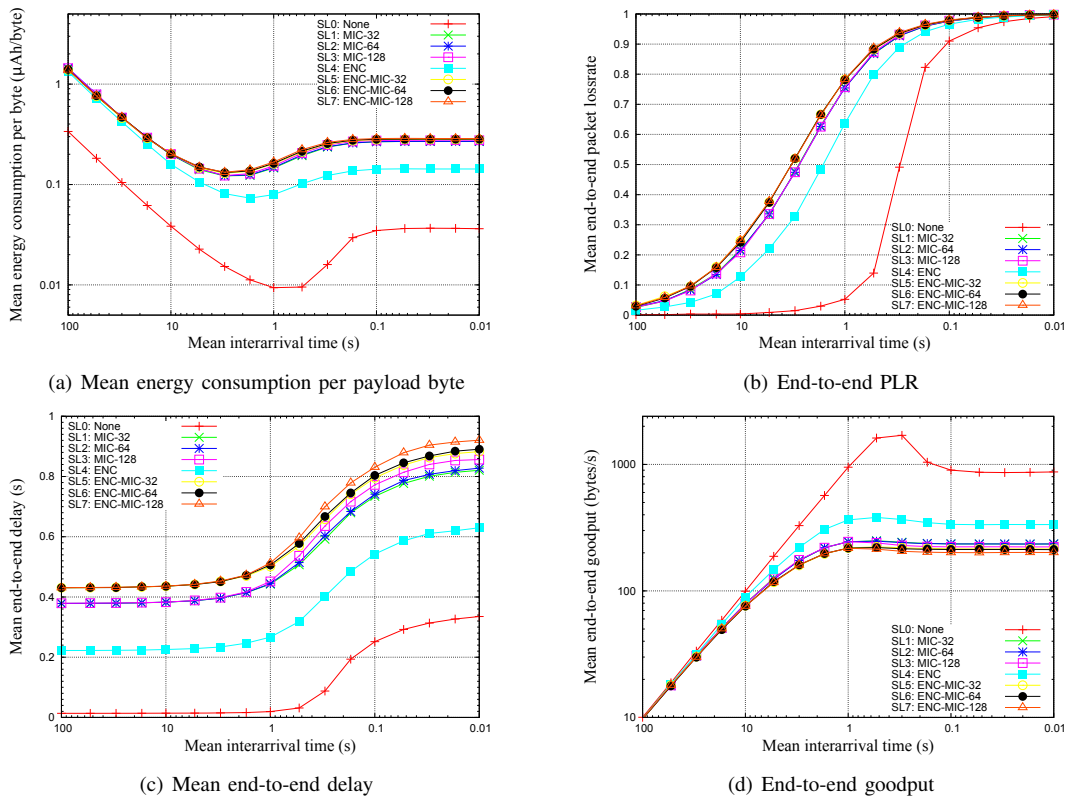 Mean energy consumption per byte (μAh/byte)
5
1
0.1
0.01
SL0: None
SL1: MIC-32
SL2: MIC-64
SL3: MIC-128
SL4: ENC
SL5: ENC-MIC-32
SL6: ENC-MIC-64
SL7: ENC-MIC-128
100
10
1
0.1
0.01
Mean interarrival time (s)
(a) Mean energy consumption per payload byte
Mean end-to-end packet lossrate
1
0.9
0.8
0.7
0.6
0.5
0.4
0.3
0.2
0.1
0
SL0: None
SL1: MIC-32
SL2: MIC-64
SL3: MIC-128
SL4: ENC
SL5: ENC-MIC-32
SL6: ENC-MIC-64
SL7: ENC-MIC-128
100
10
1
0.1
0.01
Mean interarrival time (s)
(b) End-to-end PLR
Mean end-to-end delay (s)
1
0.8
0.6
0.4
0.2
0
SL0: None
SL1: MIC-32
SL2: MIC-64
SL3: MIC-128
SL4: ENC
SL5: ENC-MIC-32
SL6: ENC-MIC-64
SL7: ENC-MIC-128
100
10
1
0.1
0.01
Mean interarrival time (s)
(c) Mean end-to-end delay
Mean end-to-end goodput (bytes/s)
1000
100
10
SL0: None
SL1: MIC-32
SL2: MIC-64
SL3: MIC-128
SL4: ENC
SL5: ENC-MIC-32
SL6: ENC-MIC-64
SL7: ENC-MIC-128
100
10
1
0.1
0.01
Mean interarrival time (s)
(d) End-to-end goodput